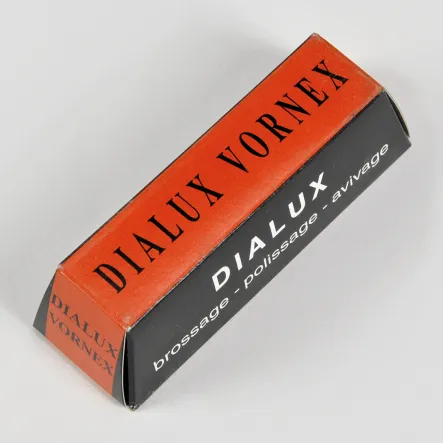 DIALUX VORNEX
DIALUX
brossage - polissage - avivage
DIALUX
VORNEX